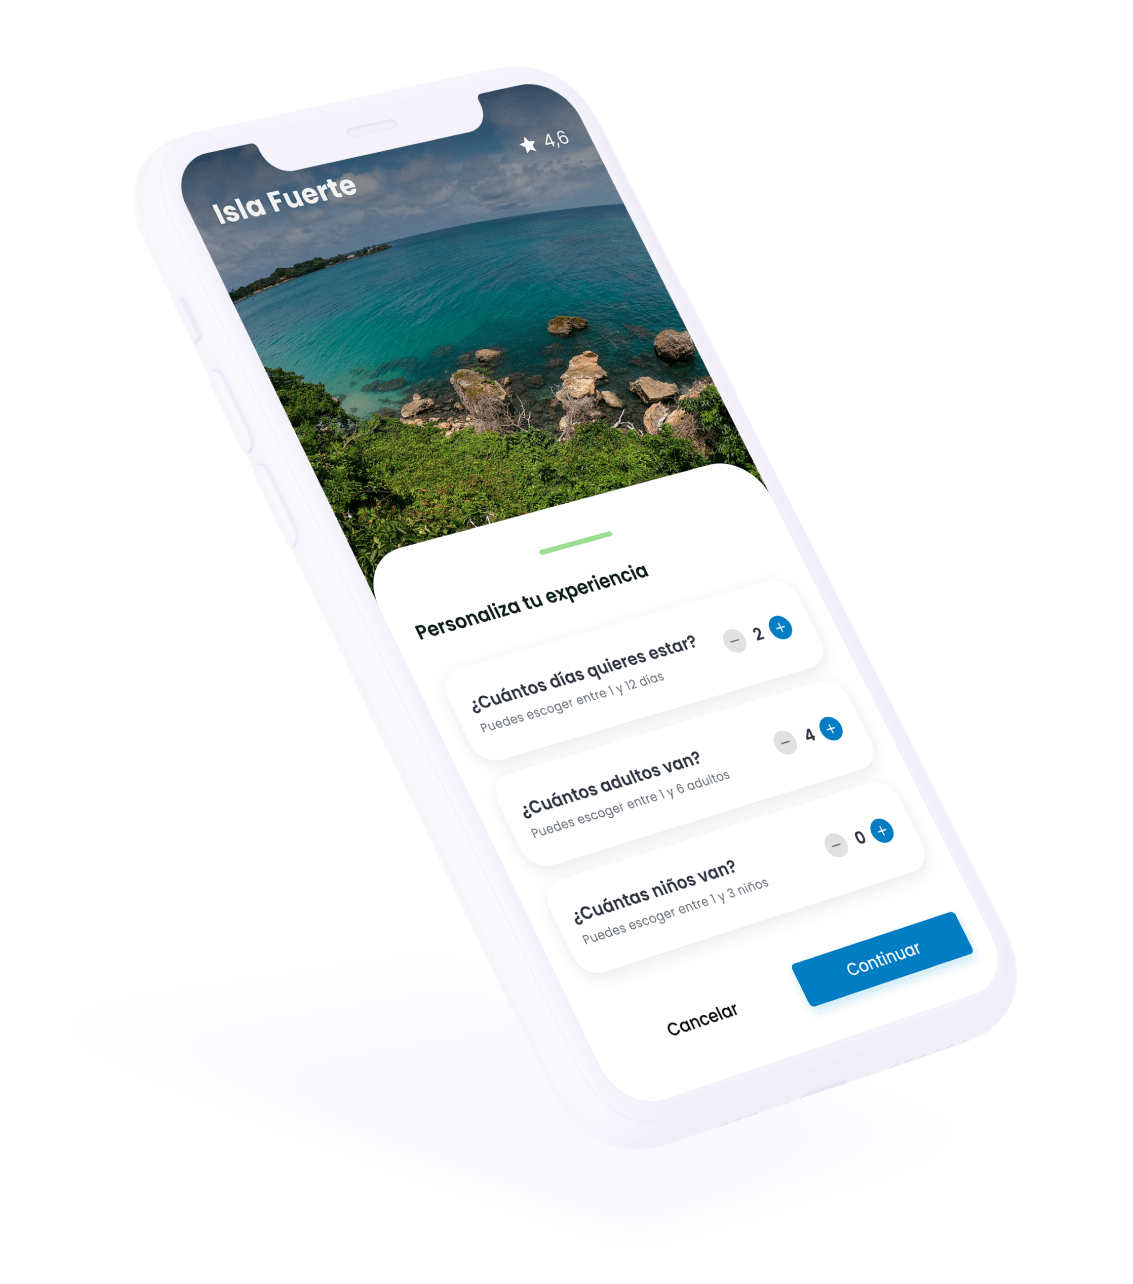 Isla Fuerte
4,6
Personaliza tu experiencia
¿Cuántos días quieres estar?
Puedes escoger entre 1 y 12 días
2
¿Cuántos adultos van?
Puedes escoger entre 1 y 6 adultos
4
¿Cuántas niños van?
Puedes escoger entre 1 y 3 niños
0
Cancelar
Continuar